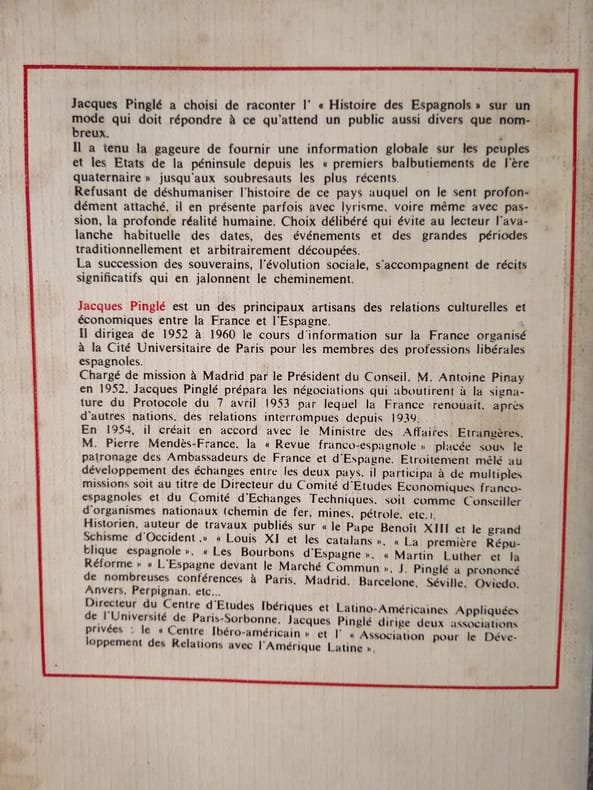 Jacques Pinglé a choisi de raconter l' « Histoire des Espagnols » sur un
mode qui doit répondre à ce qu'attend un public aussi divers que nom-
breux.
Il a tenu la gageure de fournir une information globale sur les peuples
et les Etats de la péninsule depuis les « premiers balbutiements de l'ère
quaternaire » jusqu'aux soubresauts les plus récents.
Refusant de déshumaniser l'histoire de ce pays auquel on le sent profon-
dément attaché, il en présente parfois avec lyrisme, voire même avec pas-
sion, la profonde réalité humaine. Choix délibéré qui évite au lecteur l'ava-
lanche habituelle des dates, des événements et des grandes périodes
traditionnellement et arbitrairement découpées.
La succession des souverains, l'évolution sociale, s'accompagnent de récits
significatifs qui en jalonnent le cheminement.
Jacques Pinglé est un des principaux artisans des relations culturelles et
économiques entre la France et l'Espagne.
Il dirigea de 1952 à 1960 le cours d'information sur la France organisé
à la Cité Universitaire de Paris pour les membres des professions libérales
espagnoles.
Chargé de mission à Madrid par le Président du Conseil, M. Antoine Pinay
en 1952, Jacques Pinglé prépara les négociations qui aboutirent à la signa-
ture du Protocole du 7 avril 1953 par lequel la France renouait, après
d'autres nations, des relations interrompues depuis 1939.
En 1954, il créait en accord avec le Ministre des Affaires Etrangères,
M. Pierre Mendès-France, la « Revue franco-espagnole » placée sous le
patronage des Ambassadeurs de France et d'Espagne. Etroitement mêlé au
développement des échanges entre les deux pays, il participa à de multiples
missions soit au titre de Directeur du Comité d'Etudes Economiques franco-
espagnoles et du Comité d'Echanges Techniques, soit comme Conseiller
d'organismes nationaux (chemin de fer, mines, pétrole, etc.).
Historien, auteur de travaux publiés sur « le Pape Benoît XIII et le grand
Schisme d'Occident ,» « Louis XI et les catalans », « La première Répu-
blique espagnole », « Les Bourbons d'Espagne », « Martin Luther et la
Réforme » « L'Espagne devant le Marché Commun », J. Pinglé a prononcé
de nombreuses conférences à Paris, Madrid, Barcelone, Séville, Oviedo,
Anvers, Perpignan, etc...
Directeur du Centre d'Etudes Ibériques et Latino-Américaines Appliquées
de l'Université de Paris-Sorbonne, Jacques Pinglé dirige deux associations
privées : le « Centre Ibéro-américain » et l' « Association pour le Déve-
loppement des Relations avec l'Amérique Latine ».